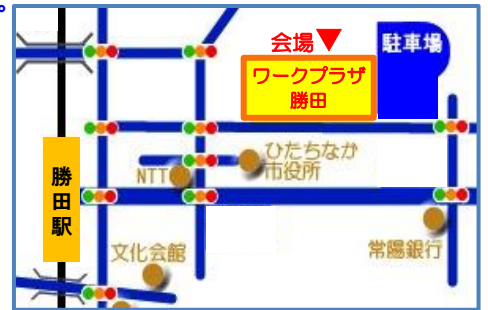 会場▼
駐車場
ワークプラザ
勝田
ひたちなか
市役所
NTT
勝田駅
文化会館
常陽銀行